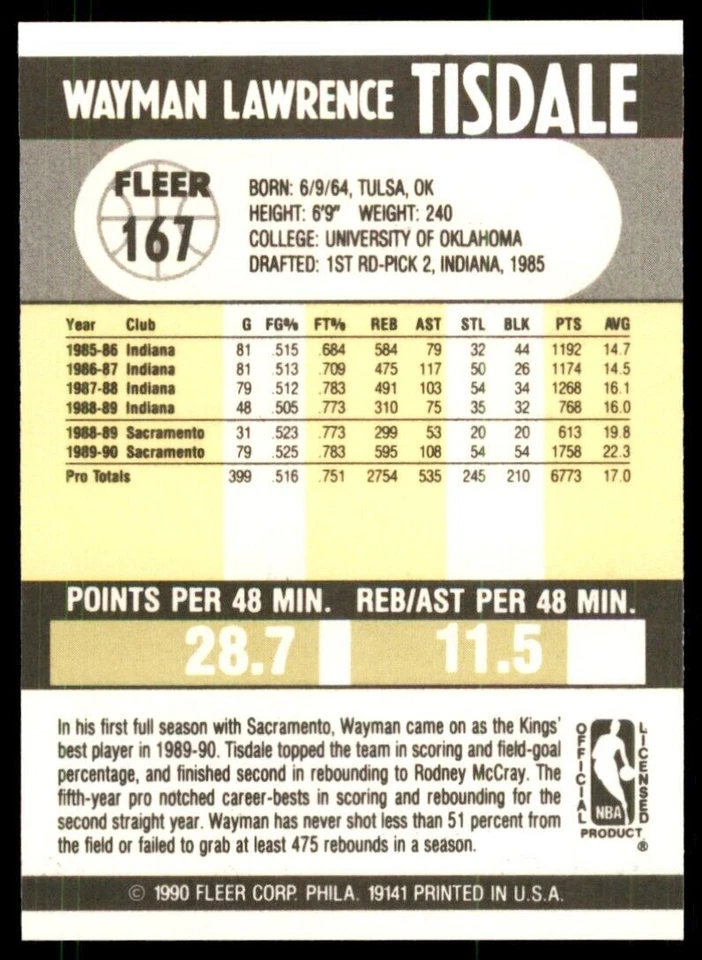 WAYMAN LAWRENCE TISDALE
FLEER
167
BORN: 6/9/64, TULSA, OK
HEIGHT: 6'9" WEIGHT: 240
COLLEGE: UNIVERSITY OF OKLAHOMA
DRAFTED: 1ST RD-PICK 2, INDIANA, 1985
Year Club G FG% FT% REB AST STL BLK PTS AVG
1985-86 Indiana 81 .515 .684 584 79 32 44 1192 14.7
1986-87 Indiana 81 .513 .709 475 117 50 26 1174 14.5
1987-88 Indiana 79 .512 .783 491 103 54 34 1268 16.1
1988-89 Indiana 48 .505 .773 310 75 35 32 768 16.0
1988-89 Sacramento 31 .523 .773 299 53 20 20 613 19.8
1989-90 Sacramento 79 .525 .783 595 108 54 54 1758 22.3
Pro Totals 399 .516 .751 2754 535 245 210 6773 17.0
POINTS PER 48 MIN. REB/AST PER 48 MIN.
28.7 11.5
In his first full season with Sacramento, Wayman came on as the Kings'
best player in 1989-90. Tisdale topped the team in scoring and field-goal
percentage, and finished second in rebounding to Rodney McCray. The
fifth-year pro notched career-bests in scoring and rebounding for the
second straight year. Wayman has never shot less than 51 percent from
the field or failed to grab at least 475 rebounds in a season.
OFFICIAL
LICENSED
NBA
PRODUCT ®
© 1990 FLEER CORP. PHILA. 19141 PRINTED IN U.S.A.